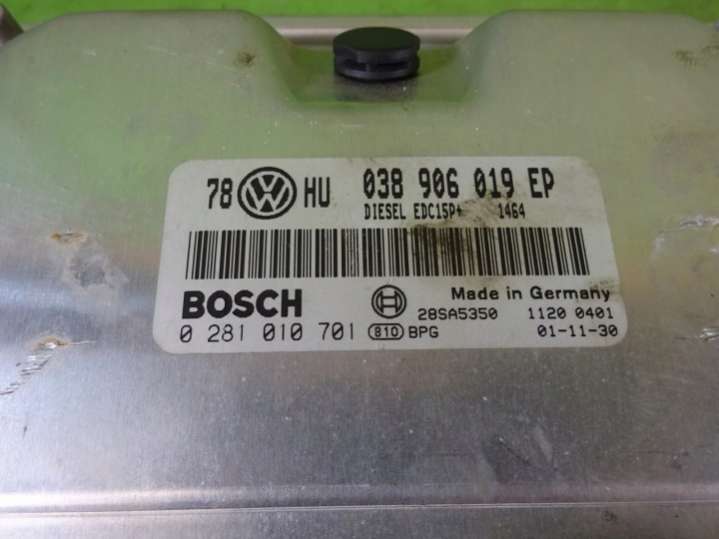 78 VW HU 038 906 019 EP
DIESEL EDC15P+ 1464
BOSCH Made in Germany
28SA5350 1120 0401
0 281 010 701 810 BPG 01-11-30